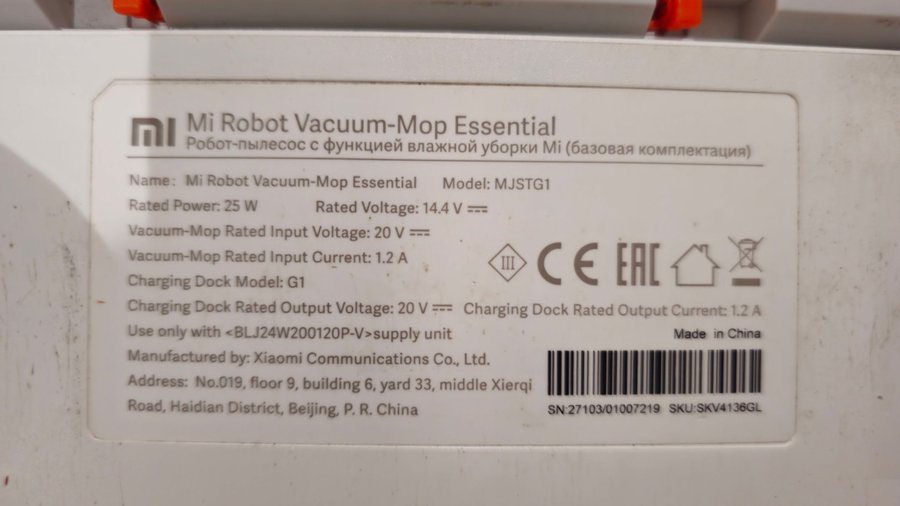 mi Mi Robot Vacuum-Mop Essential
Робот-пылесос с функцией влажной уборки Mi (базовая комплектация)
Name: Mi Robot Vacuum-Mop Essential Model: MJSTG1
Rated Power: 25 W Rated Voltage: 14.4 V ⎓
Vacuum-Mop Rated Input Voltage: 20 V ⎓
Vacuum-Mop Rated Input Current: 1.2 A
Charging Dock Model: G1
III CE EAC
Charging Dock Rated Output Voltage: 20 V ⎓ Charging Dock Rated Output Current: 1.2 A
Use only with <BLJ24W200120P-V>supply unit
Made in China
Manufactured by: Xiaomi Communications Co., Ltd.
Address: No.019, floor 9, building 6, yard 33, middle Xierqi
Road, Haidian District, Beijing, P. R. China
SN:27103/01007219 SKU:SKV4136GL